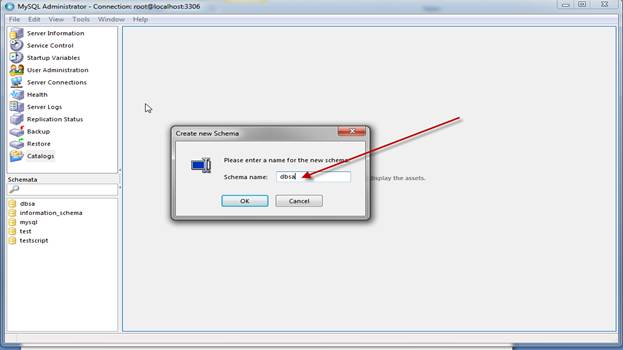 MySQL Administrator - Connection: root@localhost:3306
File Edit View Tools Window Help
Server Information
Service Control
Startup Variables
User Administration
Server Connections
Health
Server Logs
Replication Status
Backup
Restore
Catalogs
Schemata
dbsa
information_schema
mysql
test
testscript
Create new Schema
Please enter a name for the new schema.
Schema name: dbsa
display the assets.
OK Cancel